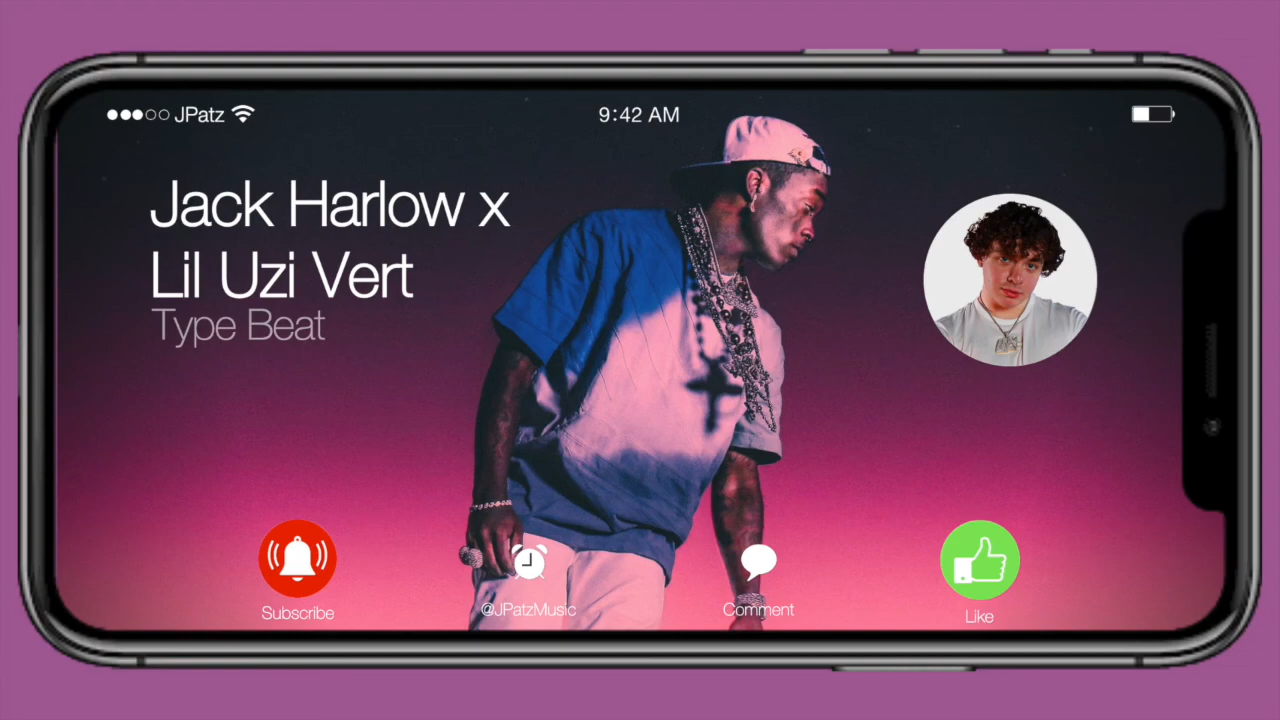 JPatz
9:42 AM
Jack Harlow x
Lil Uzi Vert
Type Beat
Subscribe
@JPatzMusic
Comment
Like